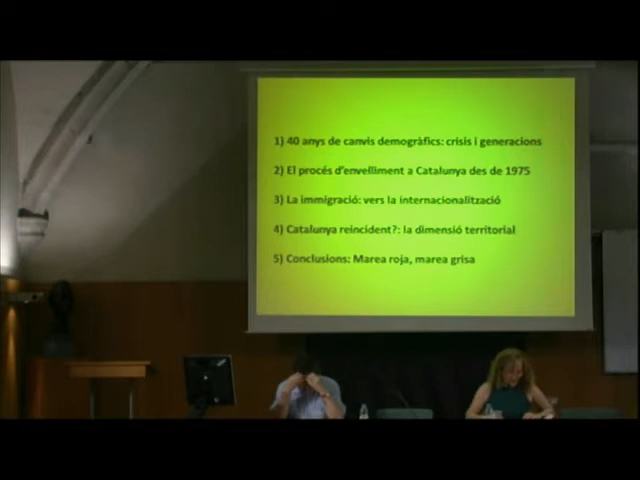 1) 40 anys de canvis demogràfics: crisis i generacions
2) El procés d'envelliment a Catalunya des de 1975
3) La immigració: vers la internacionalització
4) Catalunya reincident?: la dimensió territorial
5) Conclusions: Marea roja, marea grisa